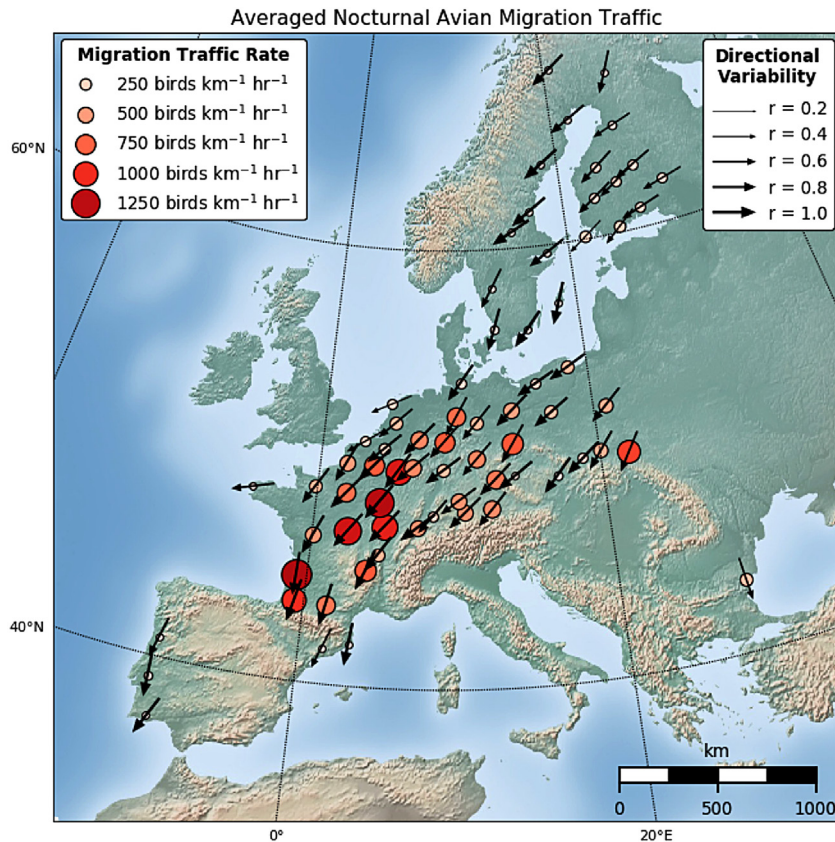 Averaged Nocturnal Avian Migration Traffic
Migration Traffic Rate
250 birds km⁻¹ hr⁻¹
500 birds km⁻¹ hr⁻¹
750 birds km⁻¹ hr⁻¹
1000 birds km⁻¹ hr⁻¹
1250 birds km⁻¹ hr⁻¹
Directional
Variability
r = 0.2
r = 0.4
r = 0.6
r = 0.8
r = 1.0
60°N
40°N
km
0 500 1000
0° 20°E